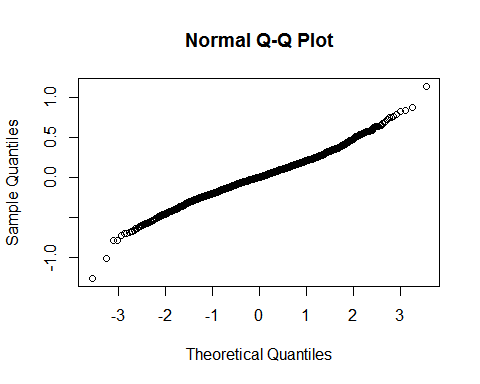 Normal Q-Q Plot
Sample Quantiles
1.0
0.5
0.0
-1.0
-3 -2 -1 0 1 2 3
Theoretical Quantiles